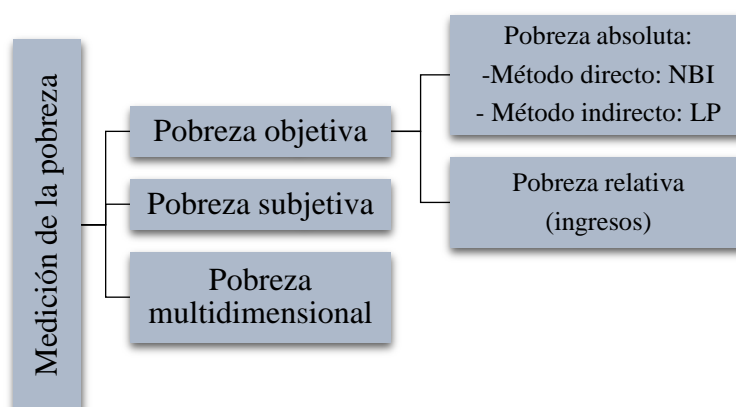 Medición de la pobreza
Pobreza objetiva
Pobreza subjetiva
Pobreza
multidimensional
Pobreza absoluta:
-Método directo: NBI
- Método indirecto: LP
Pobreza relativa
(ingresos)